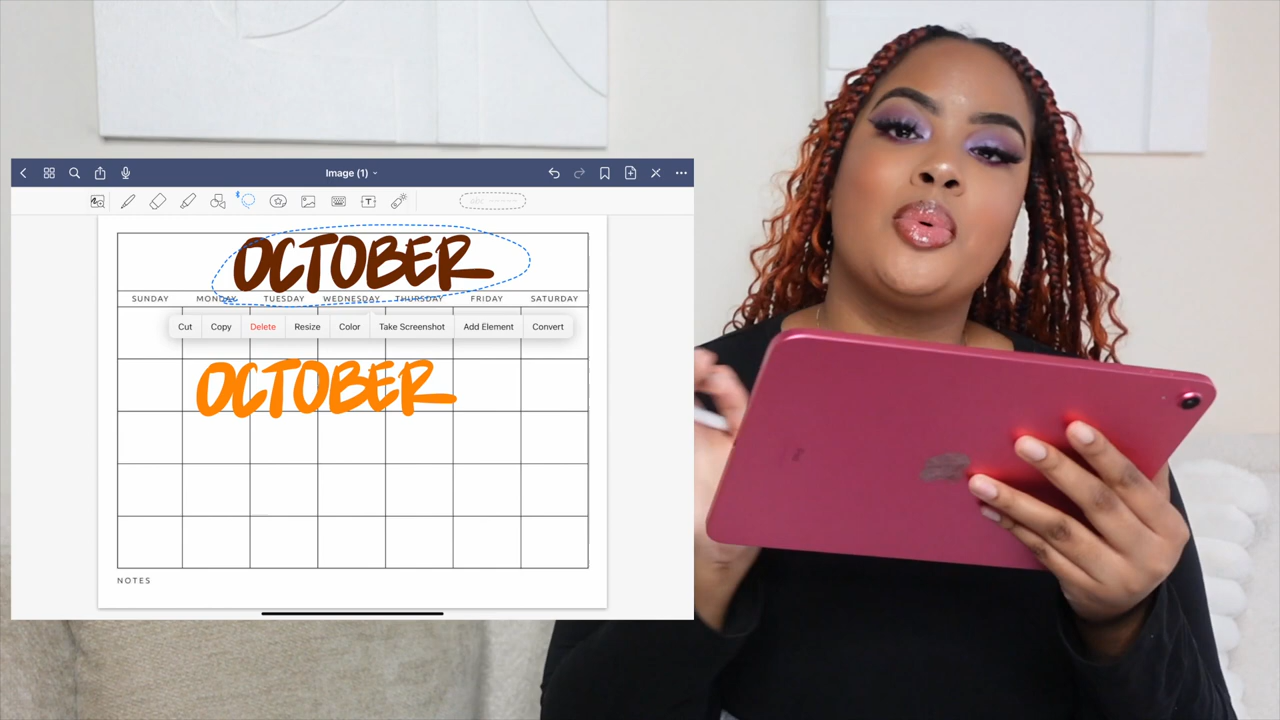 Image (1)
OCTOBER
SUNDAY MONDAY TUESDAY WEDNESDAY THURSDAY FRIDAY SATURDAY
Cut Copy Delete Resize Color Take Screenshot Add Element Convert
OCTOBER
NOTES